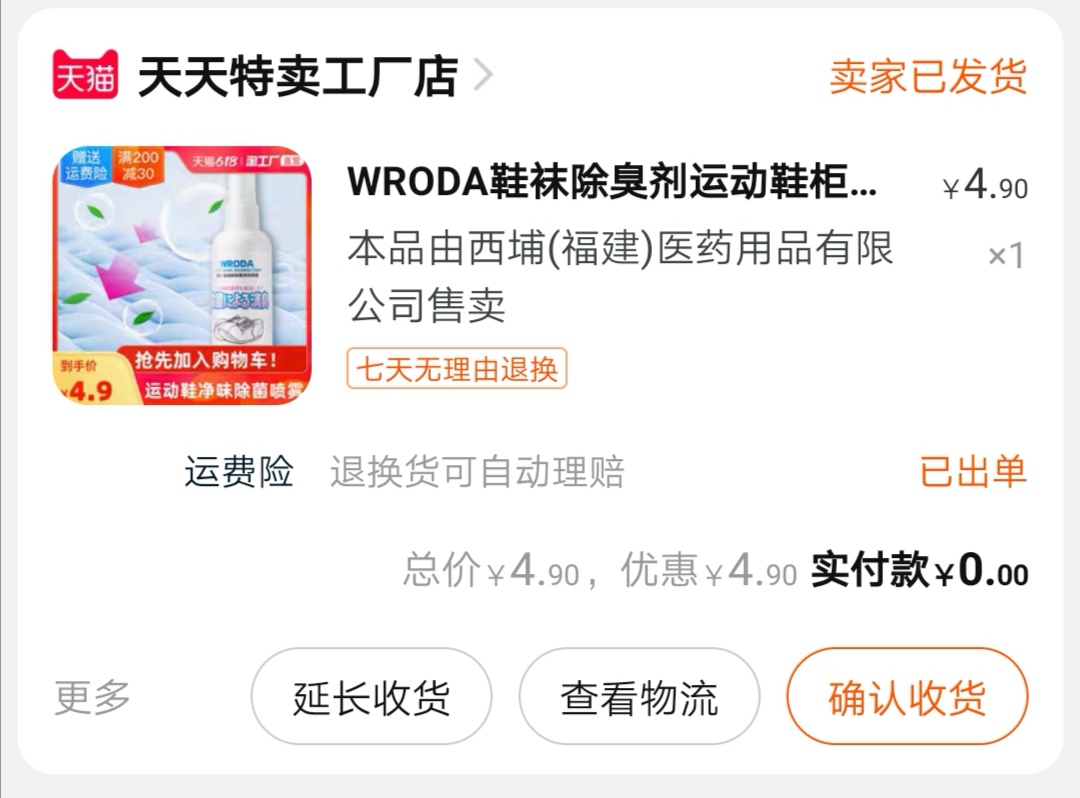 天猫 天天特卖工厂店 > 卖家已发货
赠送
运费险
满200
减30
天猫618 淘工厂直营
WRODA
による消臭
抢先加入购物车！
到手价
¥4.9
运动鞋净味除菌喷雾
WRODA鞋袜除臭剂运动鞋柜... ¥4.90
本品由西埔(福建)医药用品有限 ×1
公司售卖
七天无理由退换
运费险 退换货可自动理赔 已出单
总价¥4.90，优惠¥4.90 实付款¥0.00
更多 延长收货 查看物流 确认收货